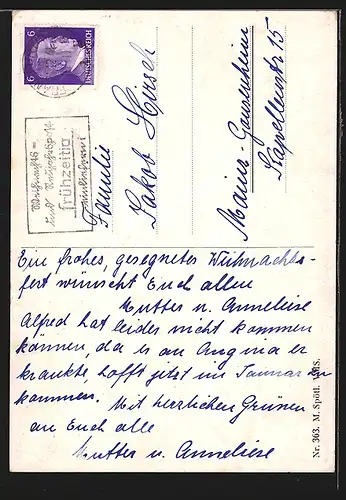 6 6
DEUTSCHES REICH
Weihnachts-
und Neujahrspost
frühzeitig
einliefern!
Familie
Jakob Hirsch
Mainz-Gonsenheim
Kapellenstr 15
Ein frohes, gesegnetes Weihnachts-
fest wünscht Euch allen
Mutter u. Anneliese
Alfred hat leider nicht kommen
können, da er an Angina er
krankte, hofft jetzt im Januar zu
kommen. Mit herzlichen Grüssen
an Euch alle
Mutter u. Anneliese
Nr. 363. M. Spötl.